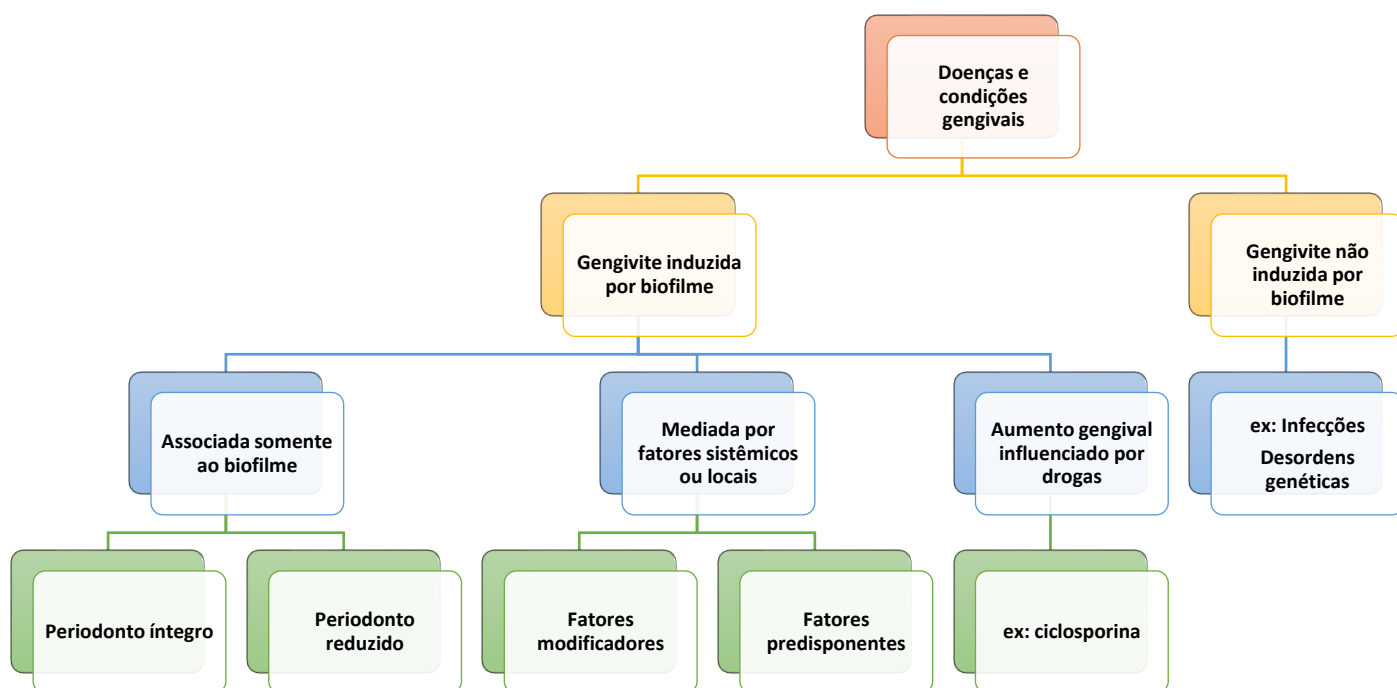 Doenças e
condições
gengivais
Gengivite induzida
por biofilme
Gengivite não
induzida por
biofilme
Associada somente
ao biofilme
Mediada por
fatores sistêmicos
ou locais
Aumento gengival
influenciado por
drogas
ex: Infecções
Desordens
genéticas
Periodonto íntegro
Periodonto
reduzido
Fatores
modificadores
Fatores
predisponentes
ex: ciclosporina